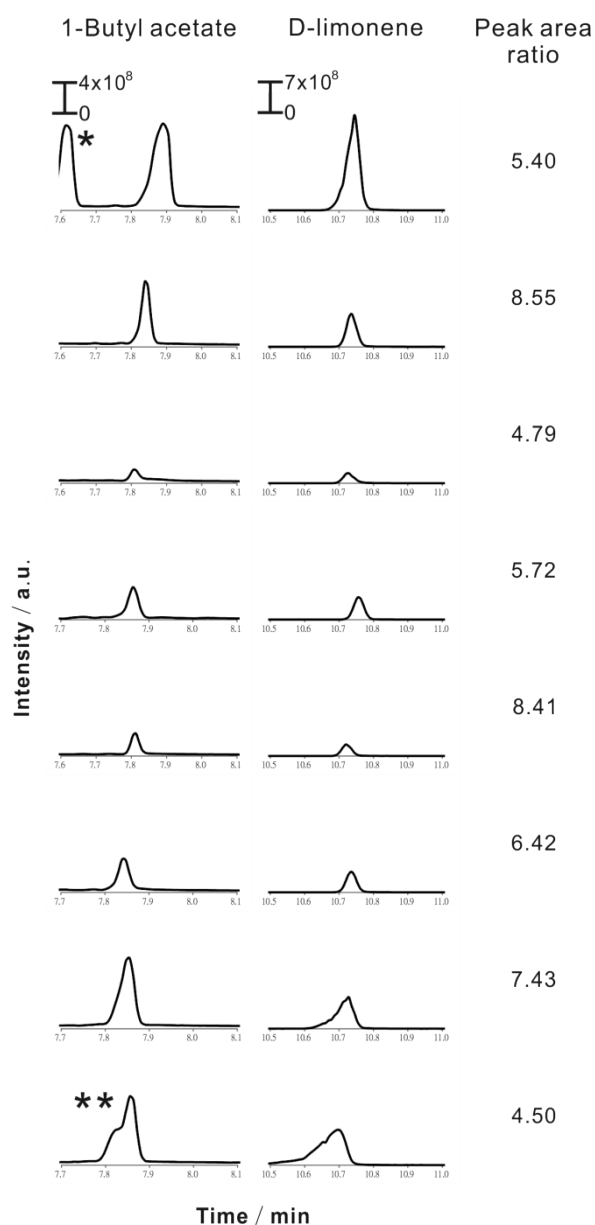 1-Butyl acetate D-limonene Peak area
ratio
4x10⁸ 7x10⁸
0 0
*
5.40
7.6 7.7 7.8 7.9 8.0 8.1 10.5 10.6 10.7 10.8 10.9 11.0
8.55
7.6 7.7 7.8 7.9 8.0 8.1 10.5 10.6 10.7 10.8 10.9 11.0
4.79
7.6 7.7 7.8 7.9 8.0 8.1 10.5 10.6 10.7 10.8 10.9 11.0
Intensity / a.u.
5.72
7.7 7.8 7.9 8.0 8.1 10.5 10.6 10.7 10.8 10.9 11.0
8.41
7.6 7.7 7.8 7.9 8.0 8.1 10.5 10.6 10.7 10.8 10.9 11.0
6.42
7.7 7.8 7.9 8.0 8.1 10.5 10.6 10.7 10.8 10.9 11.0
7.43
7.7 7.8 7.9 8.0 8.1 10.5 10.6 10.7 10.8 10.9 11.0
**
4.50
7.7 7.8 7.9 8.0 8.1 10.5 10.6 10.7 10.8 10.9 11.0
Time / min